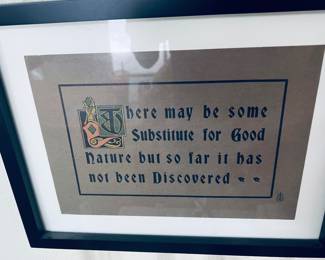 There may be some
Substitute for Good
Nature but so far it has
not been Discovered